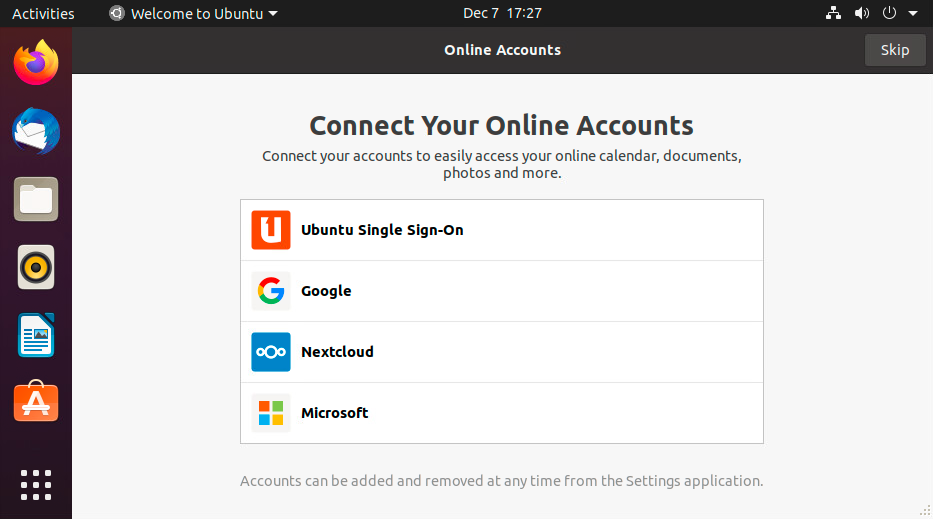 Activities Welcome to Ubuntu Dec 7 17:27
Online Accounts Skip
Connect Your Online Accounts
Connect your accounts to easily access your online calendar, documents,
photos and more.
Ubuntu Single Sign-On
Google
Nextcloud
Microsoft
Accounts can be added and removed at any time from the Settings application.